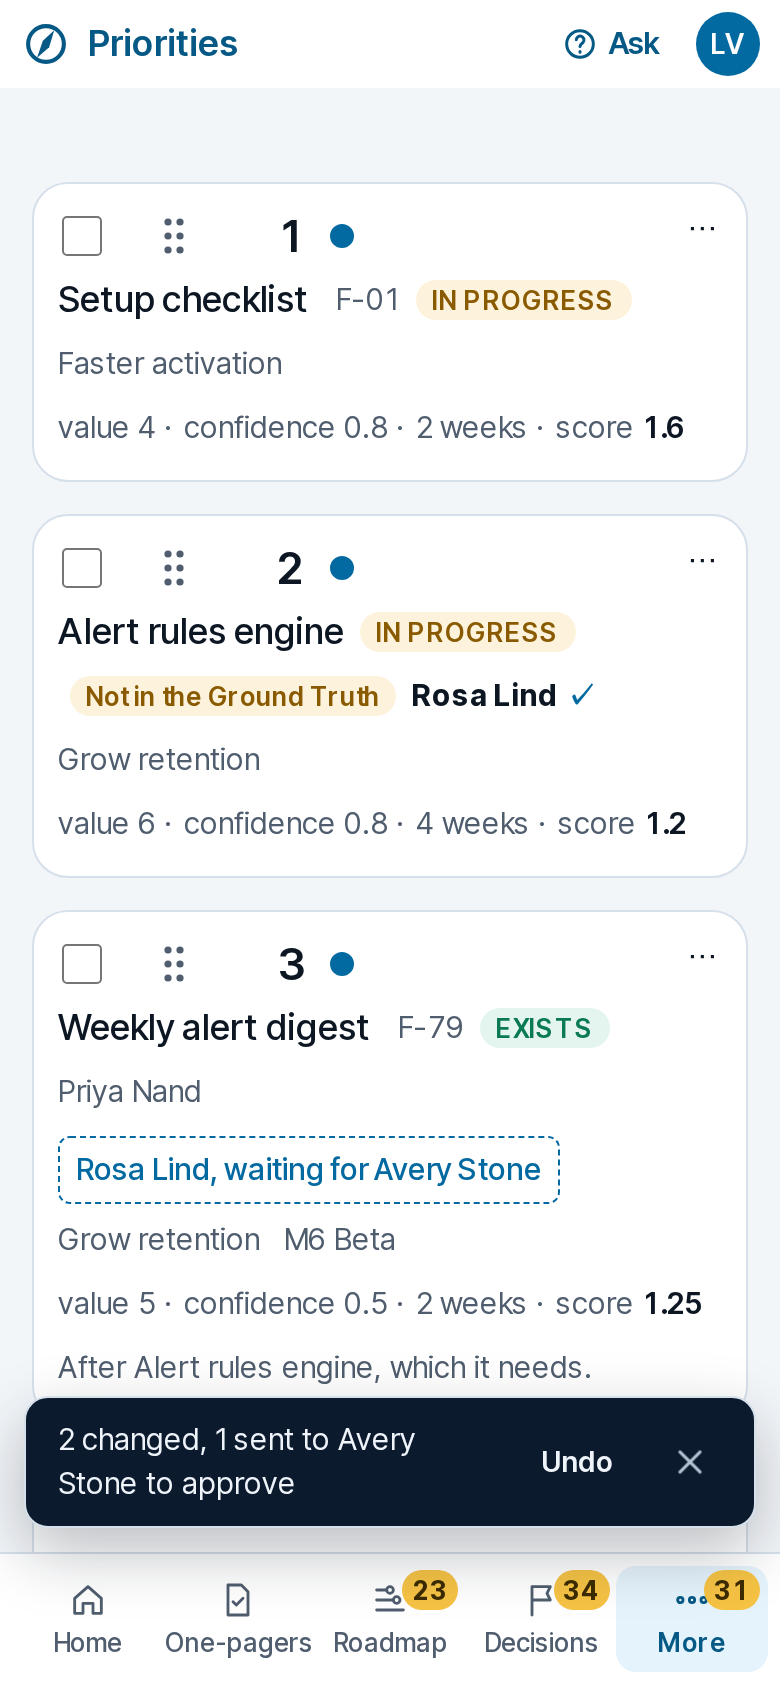 Priorities
Ask
LV
1
...
Setup checklist F-01 IN PROGRESS
Faster activation
value 4 · confidence 0.8 · 2 weeks · score 1.6
2
...
Alert rules engine IN PROGRESS
Not in the Ground Truth Rosa Lind ✓
Grow retention
value 6 · confidence 0.8 · 4 weeks · score 1.2
3
...
Weekly alert digest F-79 EXISTS
Priya Nand
Rosa Lind, waiting for Avery Stone
Grow retention M6 Beta
value 5 · confidence 0.5 · 2 weeks · score 1.25
After Alert rules engine, which it needs.
2 changed, 1 sent to Avery
Stone to approve
Undo
23
34
31
Home
One-pagers
Roadmap
Decisions
More